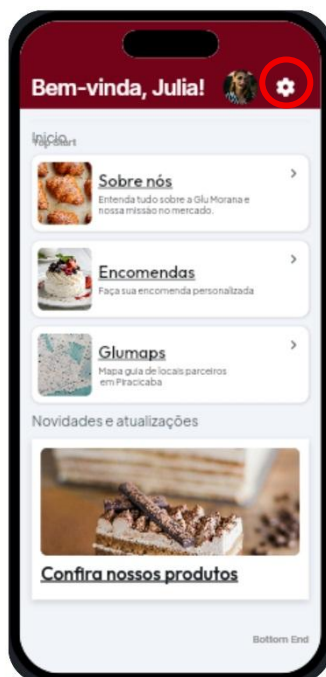 Bem-vinda, Julia!
Início
Top Start
Sobre nós
Entenda tudo sobre a Glu Morana e
nossa missão no mercado.
Encomendas
Faça sua encomenda personalizada
Glumaps
Mapa guia de locais parceiros
em Piracicaba
Novidades e atualizações
Confira nossos produtos
Bottom End